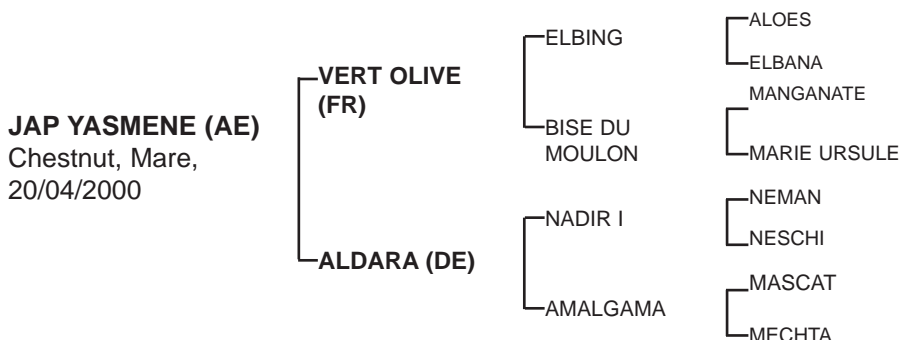 JAP YASMENE (AE)
Chestnut, Mare,
20/04/2000
VERT OLIVE
(FR)
ALDARA (DE)
ELBING
BISE DU
MOULON
NADIR I
AMALGAMA
ALOES
ELBANA
MANGANATE
MARIE URSULE
NEMAN
NESCHI
MASCAT
MECHTA